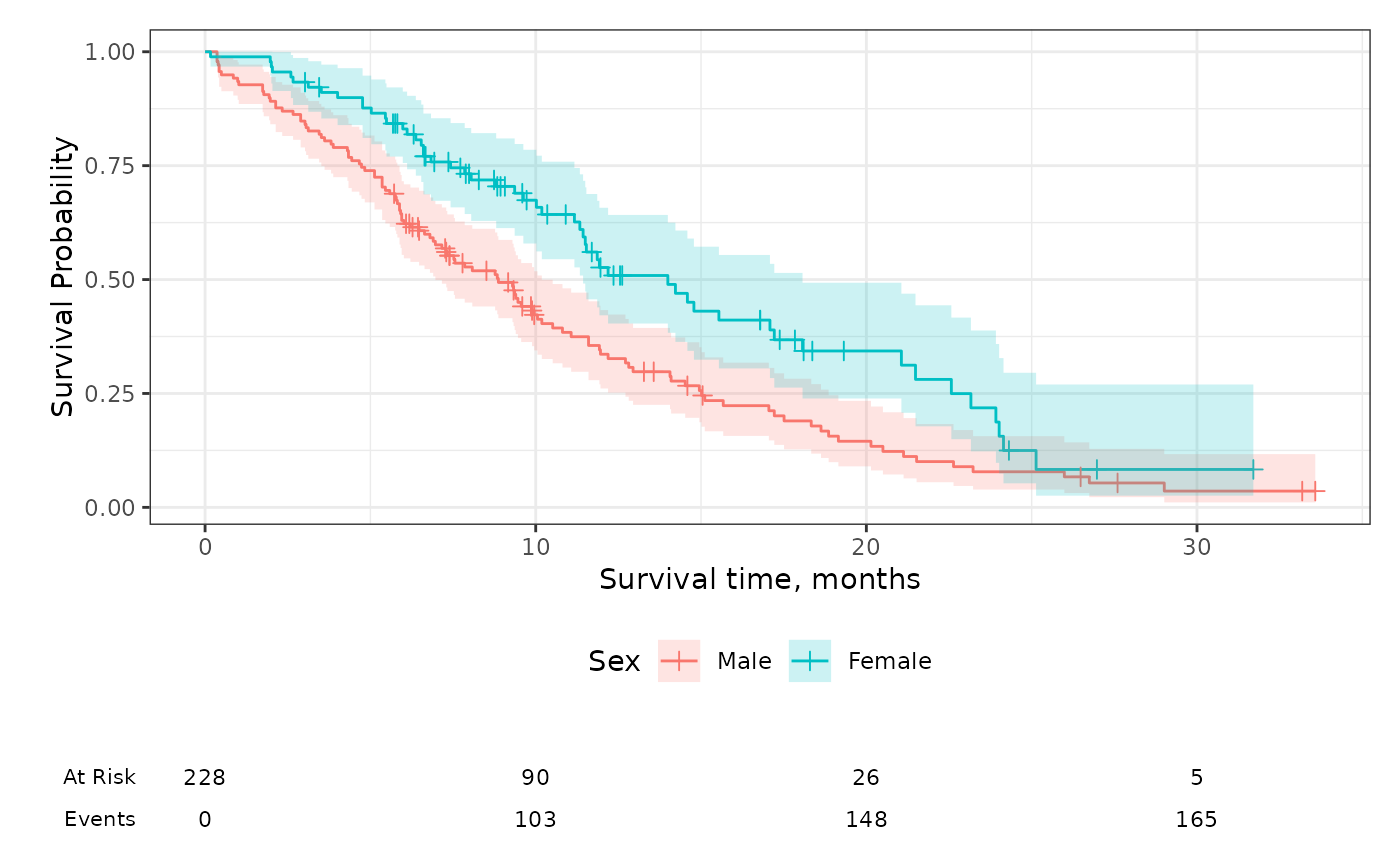 Survival Probability
1.00
0.75
0.50
0.25
0.00
0 10 20 30
Survival time, months
Sex Male Female
At Risk 228 90 26 5
Events 0 103 148 165